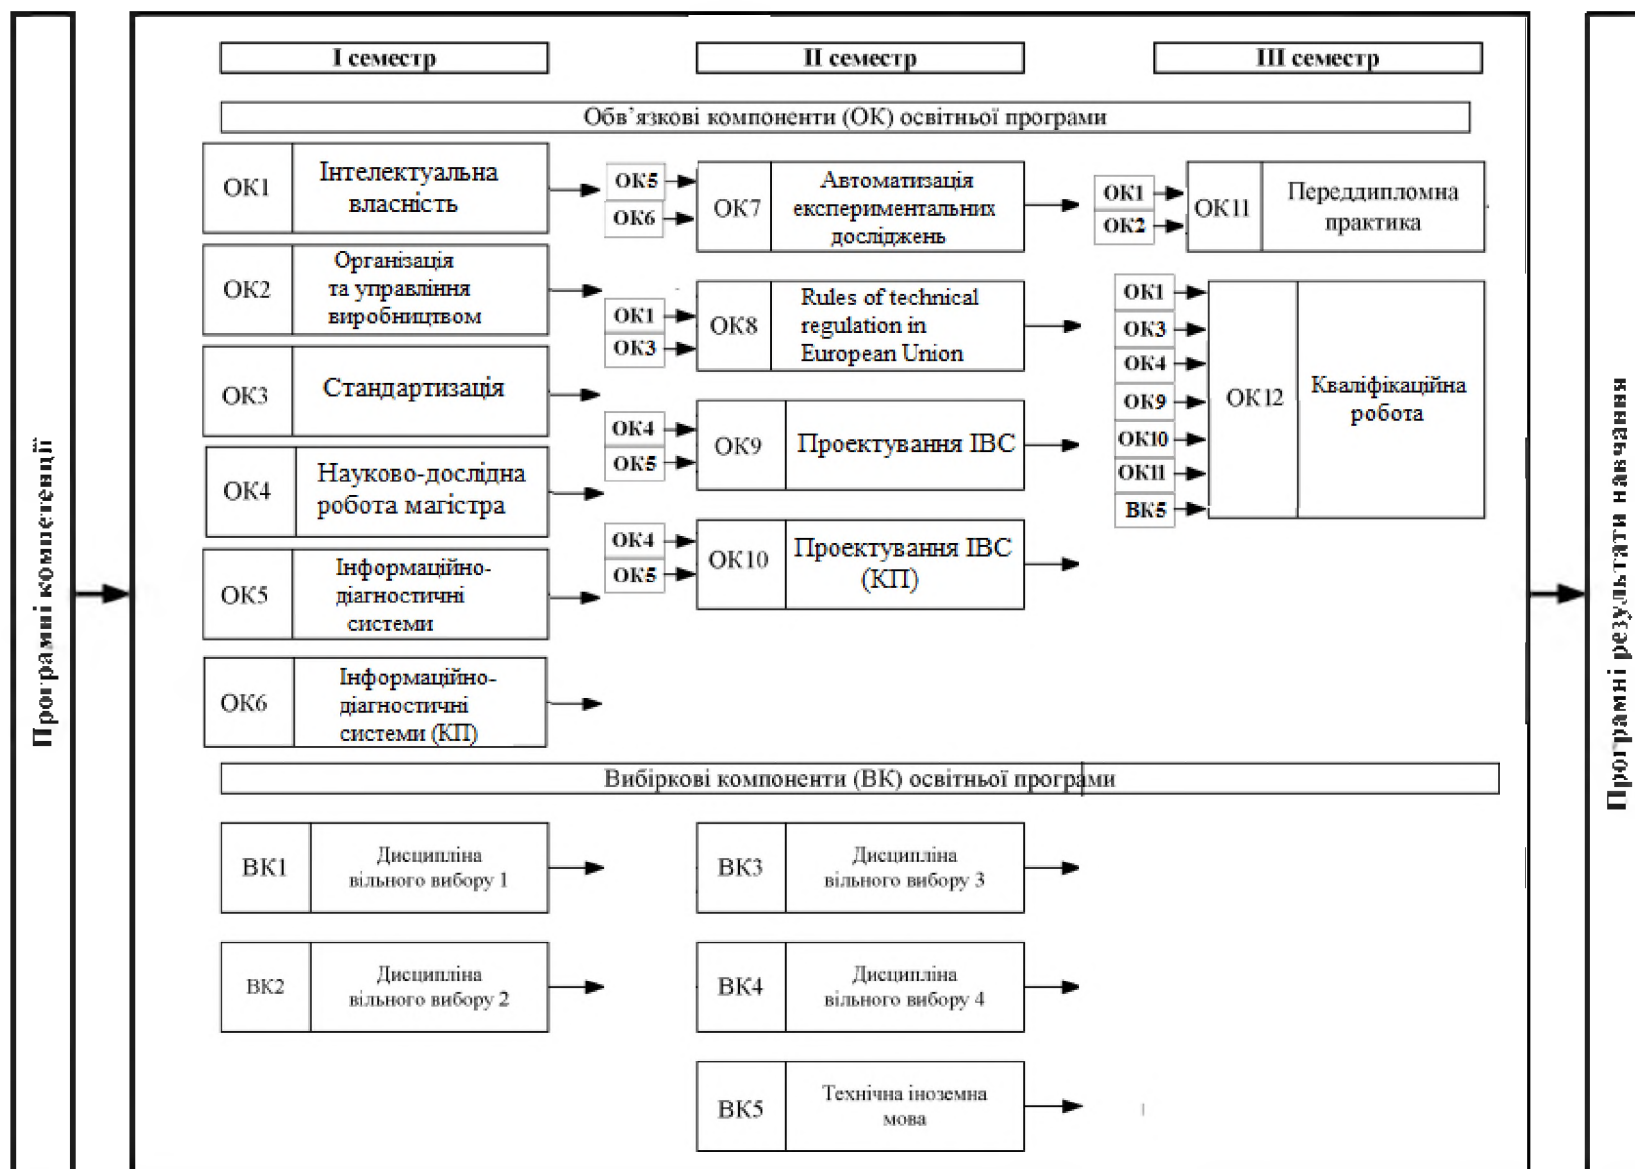 Програмні компетенції
I семестр
II семестр
III семестр
Обв’язкові компоненти (ОК) освітньої програми
ОК1
Інтелектуальна
власність
ОК2
Організація
та управління
виробництвом
ОК3
Стандартизація
ОК4
Науково-дослідна
робота магістра
ОК5
Інформаційно-
діагностичні
системи
ОК6
Інформаційно-
діагностичні
системи (КП)
ОК5
ОК6
ОК7
Автоматизація
експериментальних
досліджень
ОК1
ОК3
ОК8
Rules of technical
regulation in
European Union
ОК4
ОК5
ОК9
Проектування ІВС
ОК4
ОК5
ОК10
Проектування ІВС
(КП)
ОК1
ОК2
ОК11
Переддипломна
практика
ОК1
ОК3
ОК4
ОК9
ОК10
ОК11
ВК5
ОК12
Кваліфікаційна
робота
Вибіркові компоненти (ВК) освітньої програми
ВК1
Дисципліна
вільного вибору 1
ВК2
Дисципліна
вільного вибору 2
ВК3
Дисципліна
вільного вибору 3
ВК4
Дисципліна
вільного вибору 4
ВК5
Технічна іноземна
мова
Програмні результати навчання